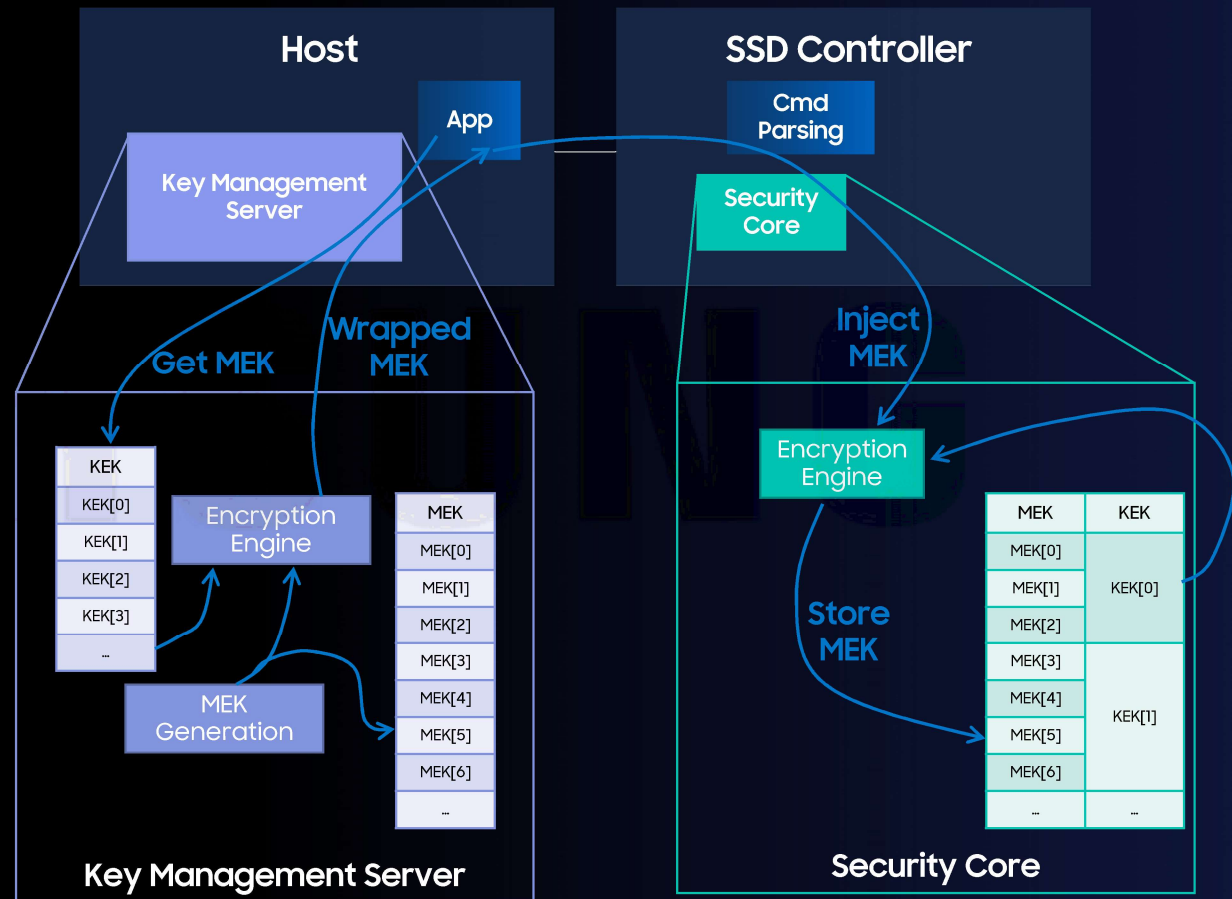 Host
SSD Controller
App
Cmd
Parsing
Key Management
Server
Security
Core
Get MEK
Wrapped
MEK
Inject
MEK
KEK
KEK[0]
KEK[1]
KEK[2]
KEK[3]
...
Encryption
Engine
MEK
Generation
MEK
MEK[0]
MEK[1]
MEK[2]
MEK[3]
MEK[4]
MEK[5]
MEK[6]
...
Key Management Server
Encryption
Engine
Store
MEK
MEK KEK
MEK[0]
MEK[1] KEK[0]
MEK[2]
MEK[3]
MEK[4]
KEK[1]
MEK[5]
MEK[6]
... ...
Security Core